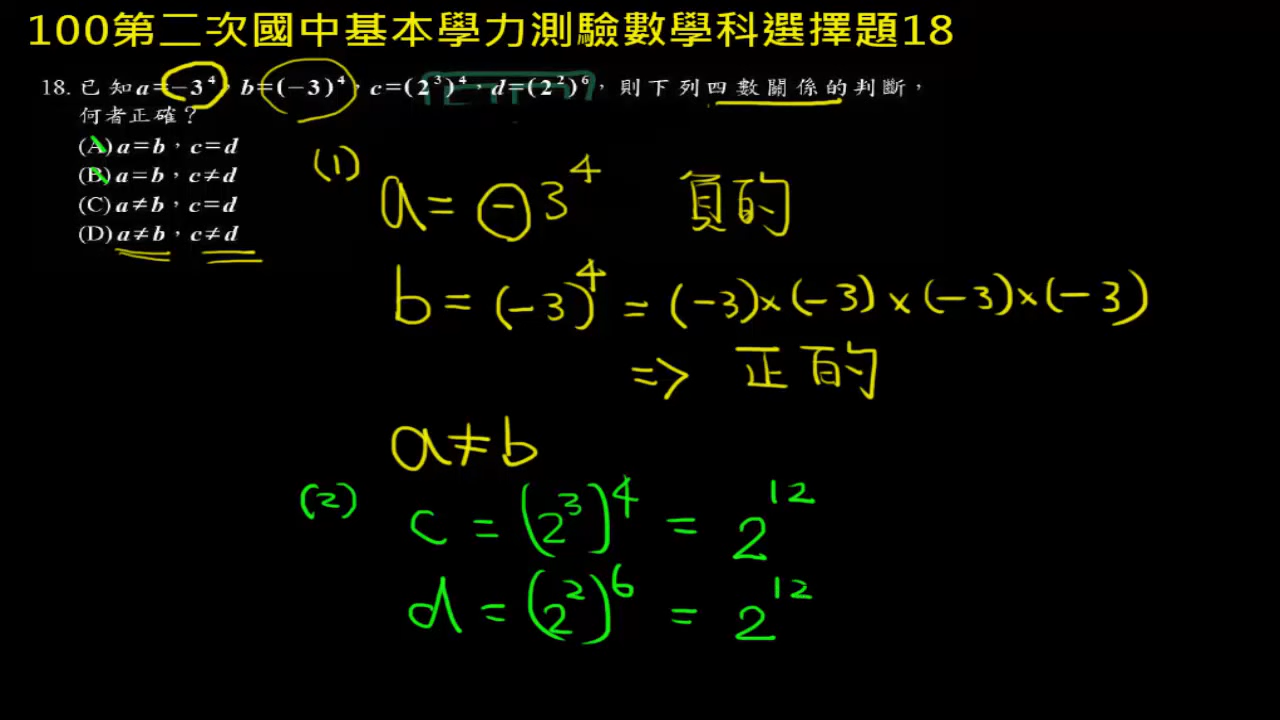 100第二次國中基本學力測驗數學科選擇題18
18. 已知a=-3⁴，b=(-3)⁴，c=(2³)⁴，d=(2²)⁶，則下列四數關係的判斷，
何者正確？
(A) a=b，c=d
(B) a=b，c≠d
(C) a≠b，c=d
(D) a≠b，c≠d
(1)
a = -3⁴ 負的
b = (-3)⁴ = (-3)×(-3)×(-3)×(-3)
=> 正的
a≠b
(2)
c = (2³)⁴ = 2¹²
d = (2²)⁶ = 2¹²